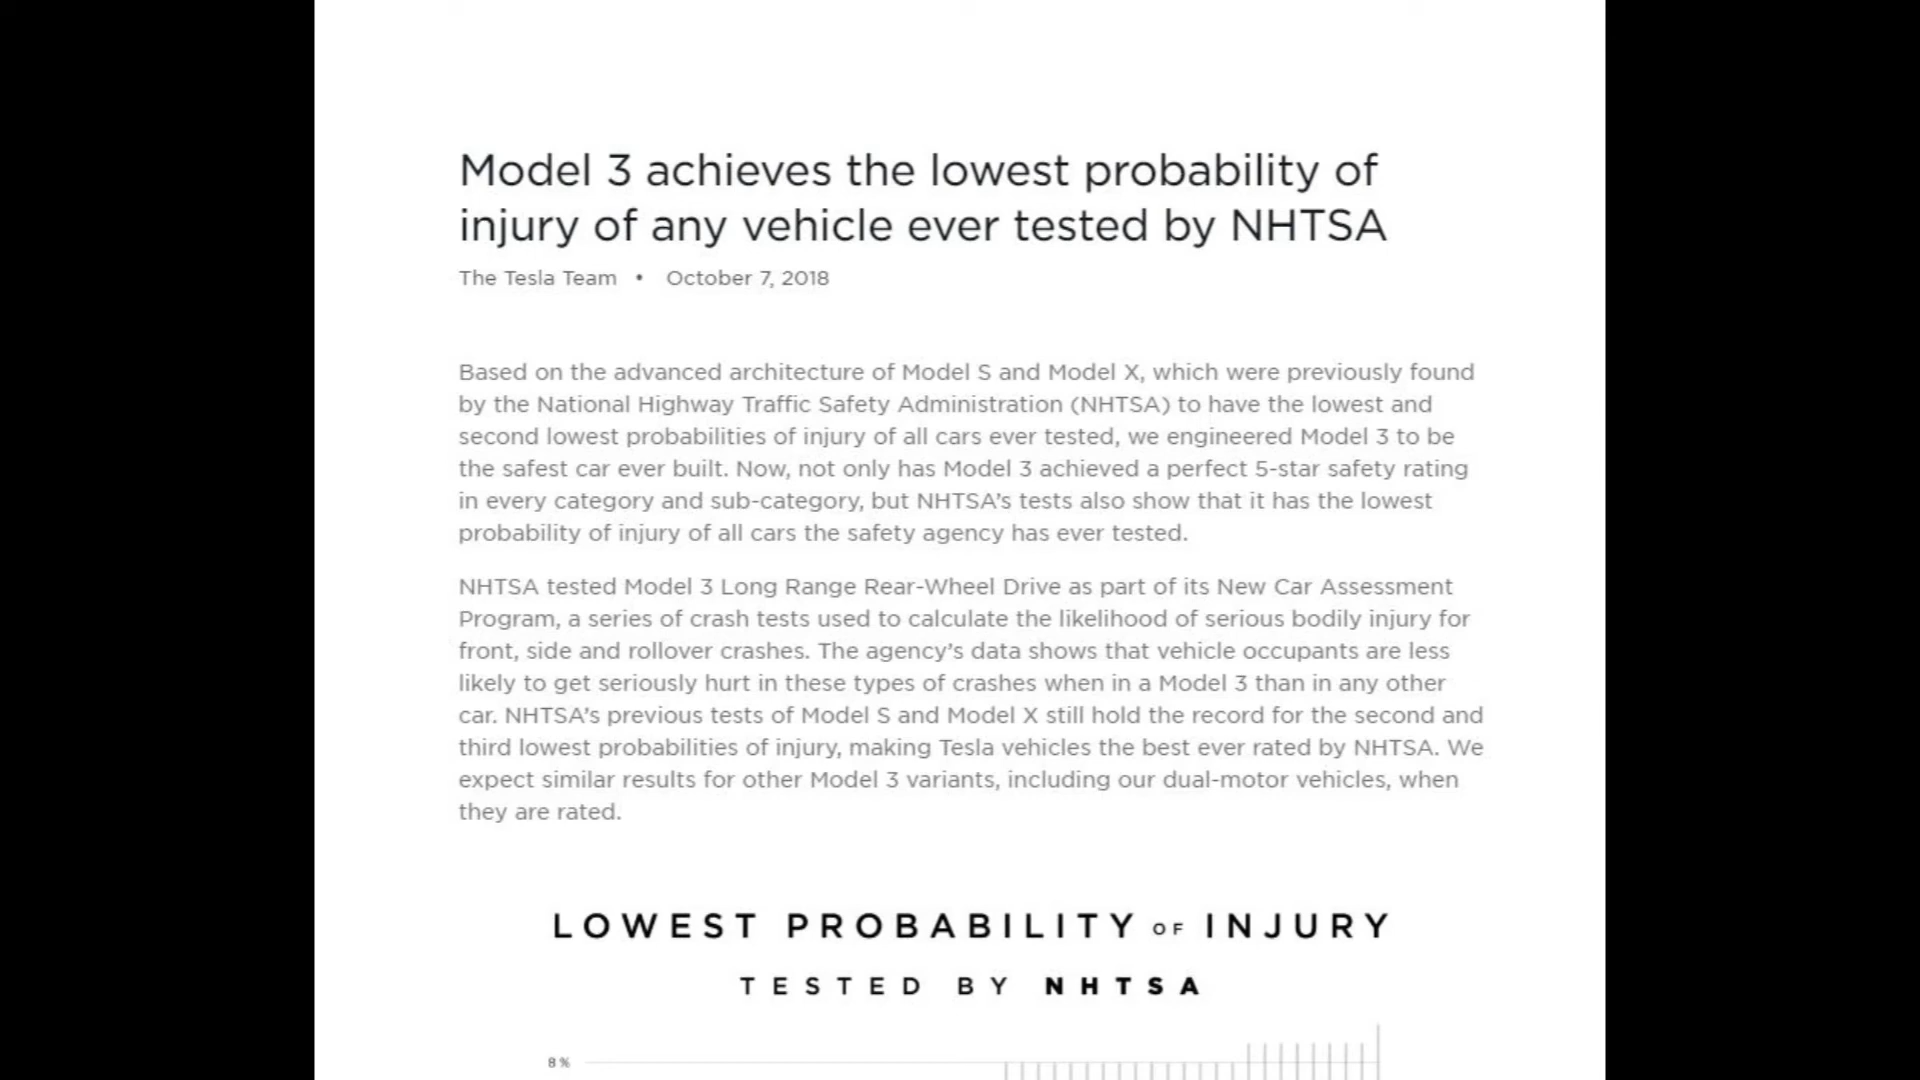 Model 3 achieves the lowest probability of
injury of any vehicle ever tested by NHTSA
The Tesla Team • October 7, 2018
Based on the advanced architecture of Model S and Model X, which were previously found
by the National Highway Traffic Safety Administration (NHTSA) to have the lowest and
second lowest probabilities of injury of all cars ever tested, we engineered Model 3 to be
the safest car ever built. Now, not only has Model 3 achieved a perfect 5-star safety rating
in every category and sub-category, but NHTSA’s tests also show that it has the lowest
probability of injury of all cars the safety agency has ever tested.
NHTSA tested Model 3 Long Range Rear-Wheel Drive as part of its New Car Assessment
Program, a series of crash tests used to calculate the likelihood of serious bodily injury for
front, side and rollover crashes. The agency’s data shows that vehicle occupants are less
likely to get seriously hurt in these types of crashes when in a Model 3 than in any other
car. NHTSA’s previous tests of Model S and Model X still hold the record for the second and
third lowest probabilities of injury, making Tesla vehicles the best ever rated by NHTSA. We
expect similar results for other Model 3 variants, including our dual-motor vehicles, when
they are rated.
LOWEST PROBABILITY OF INJURY
TESTED BY NHTSA
8%